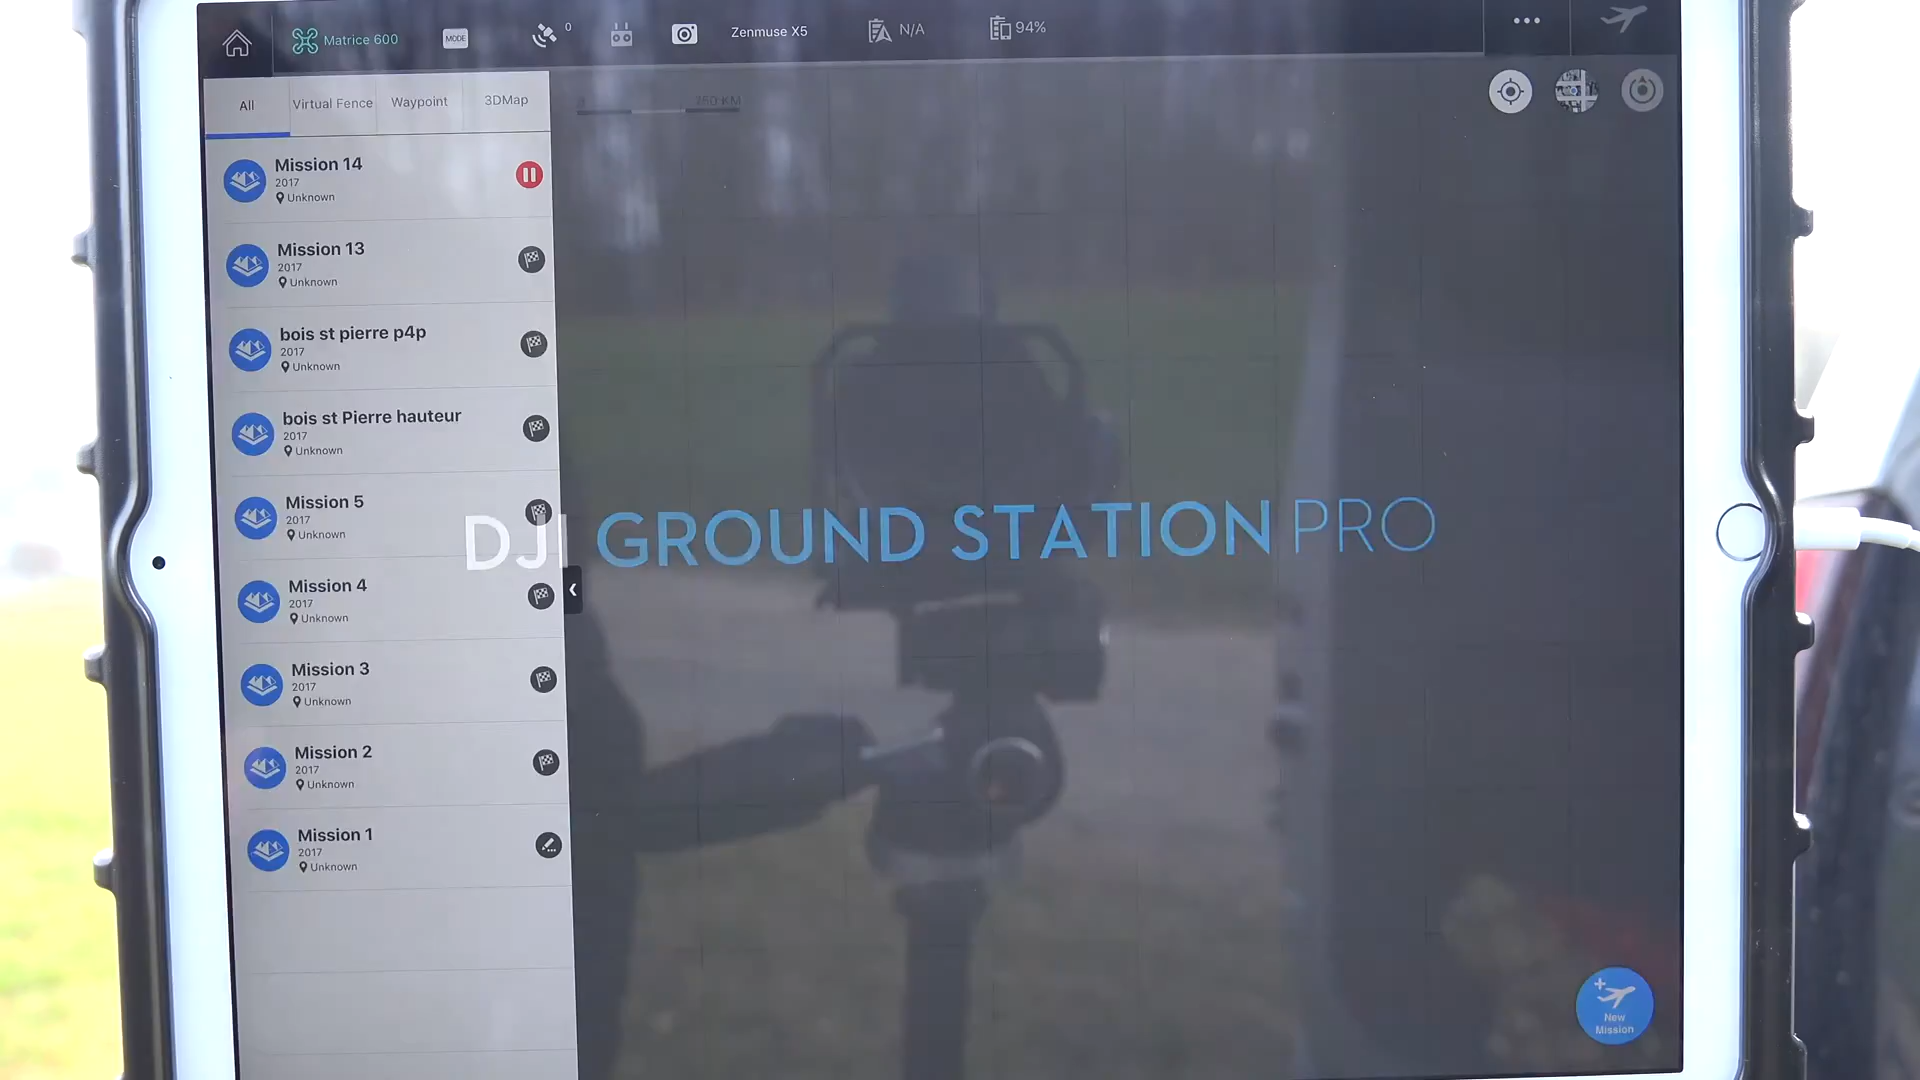 Matrice 600
MODE
0
Zenmuse X5
N/A
94%
All
Virtual Fence
Waypoint
3DMap
750 KM
Mission 14
2017
Unknown
Mission 13
2017
Unknown
bois st pierre p4p
2017
Unknown
bois st Pierre hauteur
2017
Unknown
Mission 5
2017
Unknown
DJI GROUND STATION PRO
Mission 4
2017
Unknown
Mission 3
2017
Unknown
Mission 2
2017
Unknown
Mission 1
2017
Unknown
New
Mission